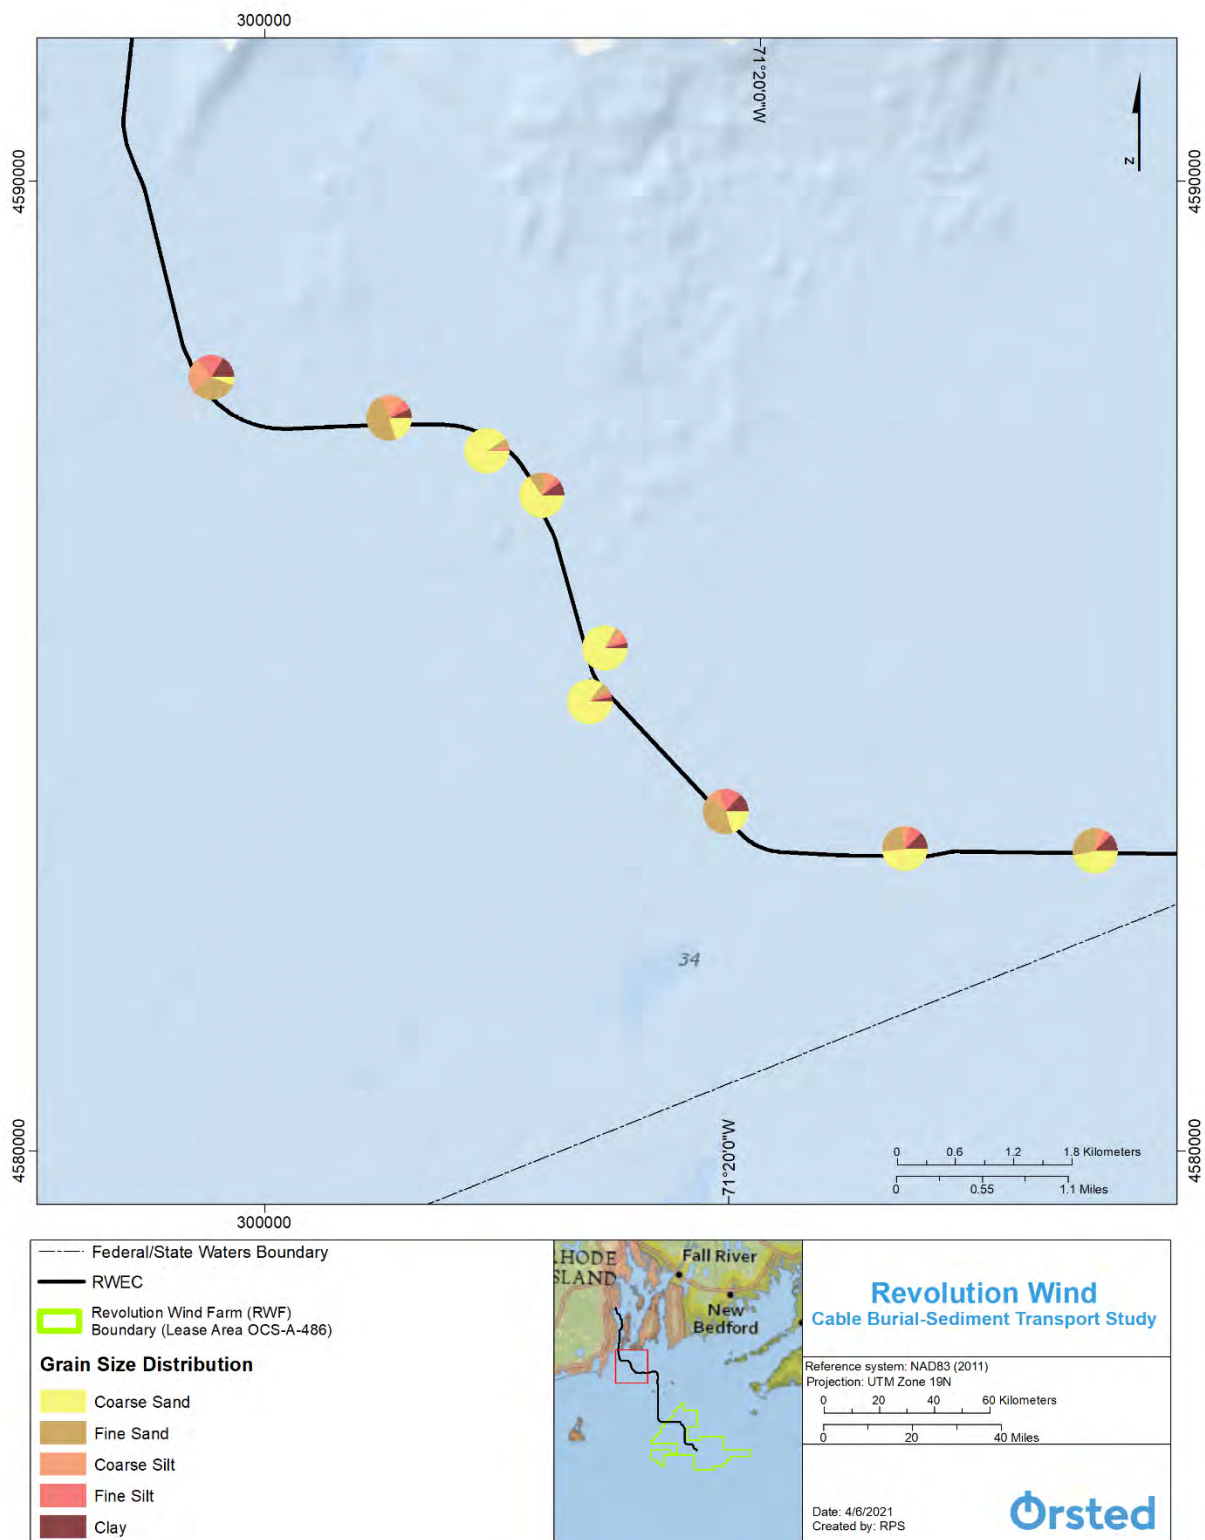 300000
71°20'0"W
4590000
4590000
z
34
4580000
4580000
71°20'0"W
0 0.6 1.2 1.8 Kilometers
0 0.55 1.1 Miles
300000
Federal/State Waters Boundary
RWEC
Revolution Wind Farm (RWF)
Boundary (Lease Area OCS-A-486)
Grain Size Distribution
Coarse Sand
Fine Sand
Coarse Silt
Fine Silt
Clay
HODE
SLAND
Fall River
New
Bedford
Revolution Wind
Cable Burial-Sediment Transport Study
Reference system: NAD83 (2011)
Projection: UTM Zone 19N
0 20 40 60 Kilometers
0 20 40 Miles
Date: 4/6/2021
Created by: RPS
Ørsted